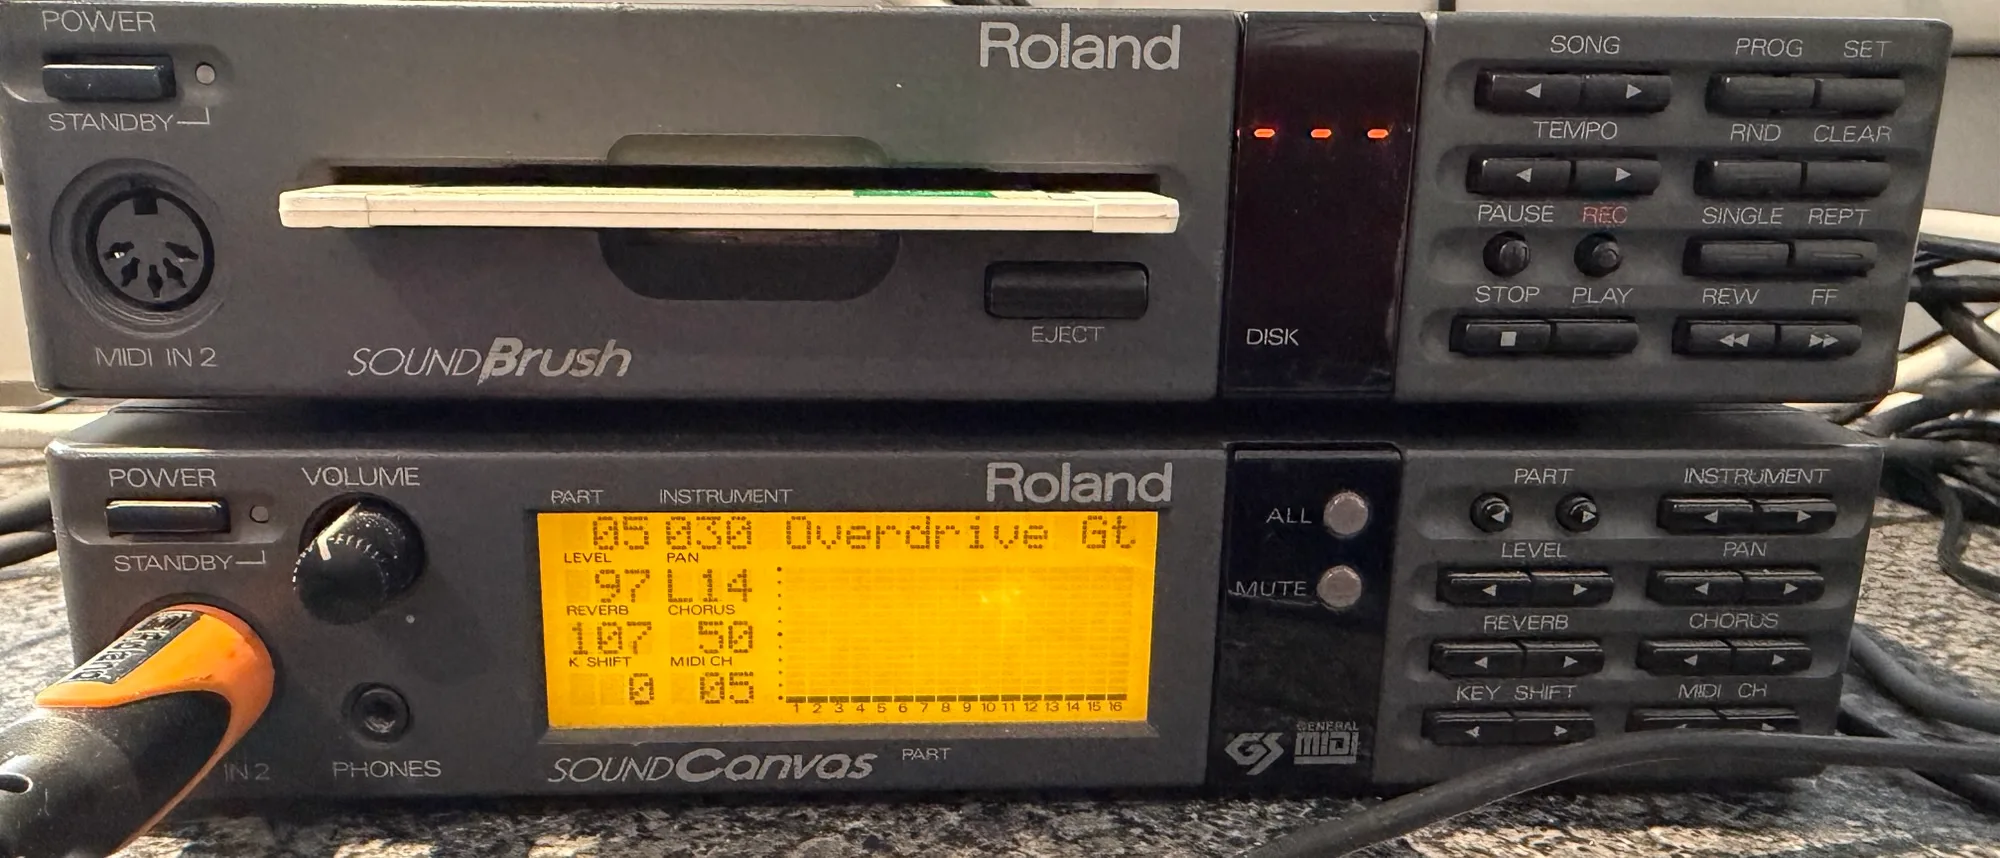 POWER
STANDBY
MIDI IN 2
Roland
EJECT
SOUNDBrush
DISK
SONG
PROG SET
TEMPO
RND CLEAR
PAUSE REC
SINGLE REPT
STOP PLAY
REW FF
POWER
STANDBY
VOLUME
IN 2
PHONES
Roland
PART INSTRUMENT
05 030 Overdrive Gt
LEVEL PAN
97 L14
REVERB CHORUS
107 50
K SHIFT MIDI CH
0 05
1 2 3 4 5 6 7 8 9 10 11 12 13 14 15 16
SOUNDCanvas
PART
ALL
MUTE
GS GENERAL MIDI
PART INSTRUMENT
LEVEL PAN
REVERB CHORUS
KEY SHIFT MIDI CH